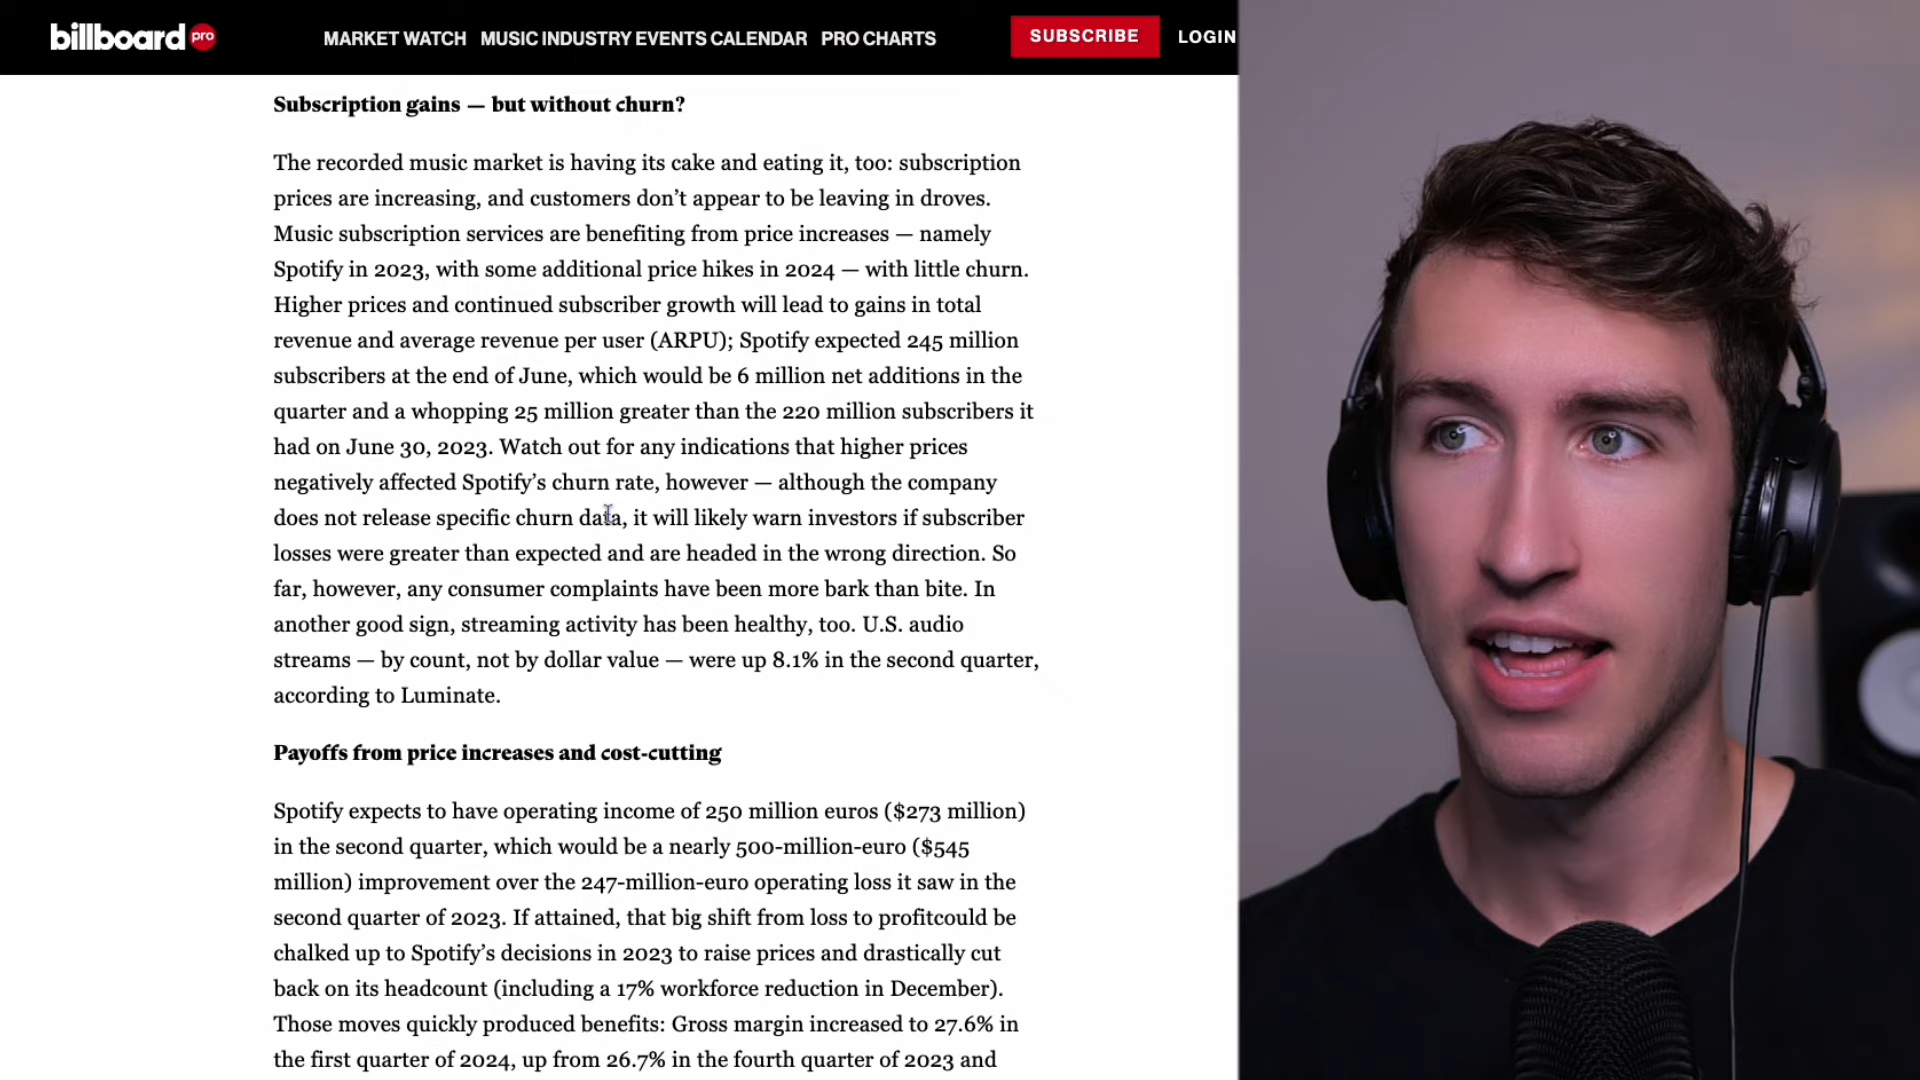 billboard pro
MARKET WATCH MUSIC INDUSTRY EVENTS CALENDAR PRO CHARTS SUBSCRIBE LOGIN
Subscription gains — but without churn?
The recorded music market is having its cake and eating it, too: subscription
prices are increasing, and customers don’t appear to be leaving in droves.
Music subscription services are benefiting from price increases — namely
Spotify in 2023, with some additional price hikes in 2024 — with little churn.
Higher prices and continued subscriber growth will lead to gains in total
revenue and average revenue per user (ARPU); Spotify expected 245 million
subscribers at the end of June, which would be 6 million net additions in the
quarter and a whopping 25 million greater than the 220 million subscribers it
had on June 30, 2023. Watch out for any indications that higher prices
negatively affected Spotify’s churn rate, however — although the company
does not release specific churn data, it will likely warn investors if subscriber
losses were greater than expected and are headed in the wrong direction. So
far, however, any consumer complaints have been more bark than bite. In
another good sign, streaming activity has been healthy, too. U.S. audio
streams — by count, not by dollar value — were up 8.1% in the second quarter,
according to Luminate.
Payoffs from price increases and cost-cutting
Spotify expects to have operating income of 250 million euros ($273 million)
in the second quarter, which would be a nearly 500-million-euro ($545
million) improvement over the 247-million-euro operating loss it saw in the
second quarter of 2023. If attained, that big shift from loss to profitcould be
chalked up to Spotify’s decisions in 2023 to raise prices and drastically cut
back on its headcount (including a 17% workforce reduction in December).
Those moves quickly produced benefits: Gross margin increased to 27.6% in
the first quarter of 2024, up from 26.7% in the fourth quarter of 2023 and